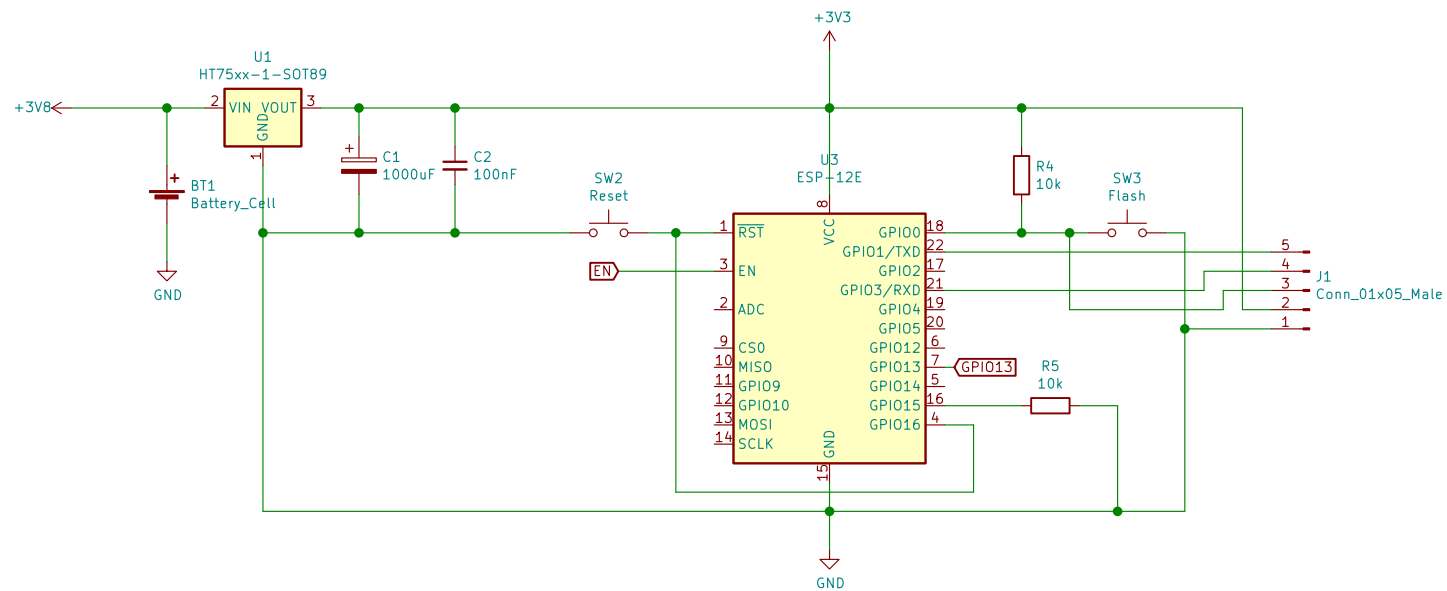 +3V3
U1
HT75xx-1-SOT89
+3V8
2
VIN
VOUT
3
GND
1
+
C1
1000uF
C2
100nF
+
BT1
Battery_Cell
GND
SW2
Reset
EN
U3
ESP-12E
8
VCC
1
RST
3
EN
2
ADC
9
CS0
10
MISO
11
GPIO9
12
GPIO10
13
MOSI
14
SCLK
GPIO0
18
GPIO1/TXD
22
GPIO2
17
GPIO3/RXD
21
GPIO4
19
GPIO5
20
GPIO12
6
GPIO13
7
GPIO14
5
GPIO15
16
GPIO16
4
GND
15
GND
R4
10k
SW3
Flash
GPIO13
R5
10k
5
4
3
2
1
J1
Conn_01x05_Male